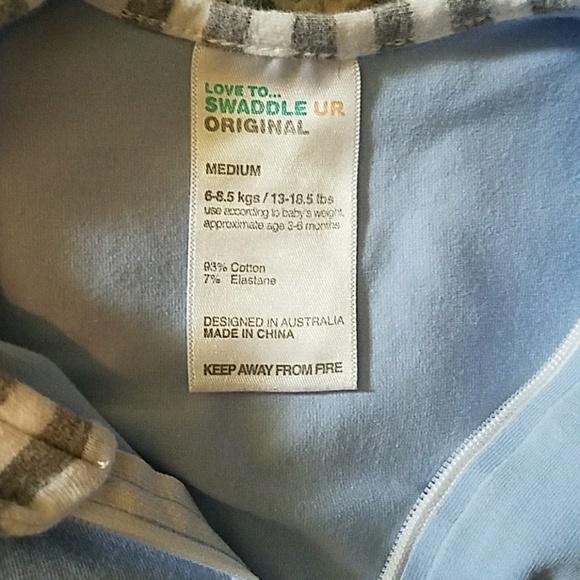 LOVE TO...
SWADDLE UR
ORIGINAL
MEDIUM
6-8.5 kgs / 13-18.5 lbs
use according to baby's weight,
approximate age 3-6 months
93% Cotton
7% Elastane
DESIGNED IN AUSTRALIA
MADE IN CHINA
KEEP AWAY FROM FIRE